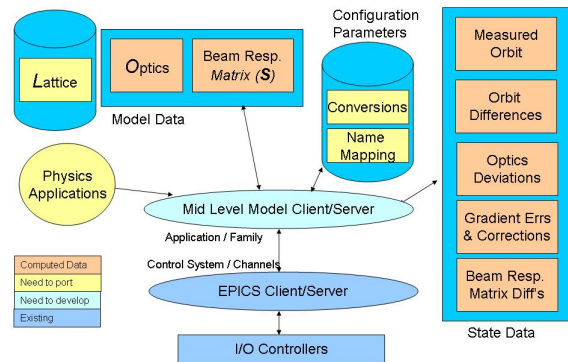 Lattice
Optics
Beam Resp.
Matrix (S)
Model Data
Configuration
Parameters
Conversions
Name
Mapping
Measured
Orbit
Orbit
Differences
Optics
Deviations
Gradient Errs
& Corrections
Beam Resp.
Matrix Diff's
State Data
Physics
Applications
Mid Level Model Client/Server
Application / Family
Control System / Channels
EPICS Client/Server
I/O Controllers
Computed Data
Need to port
Need to develop
Existing